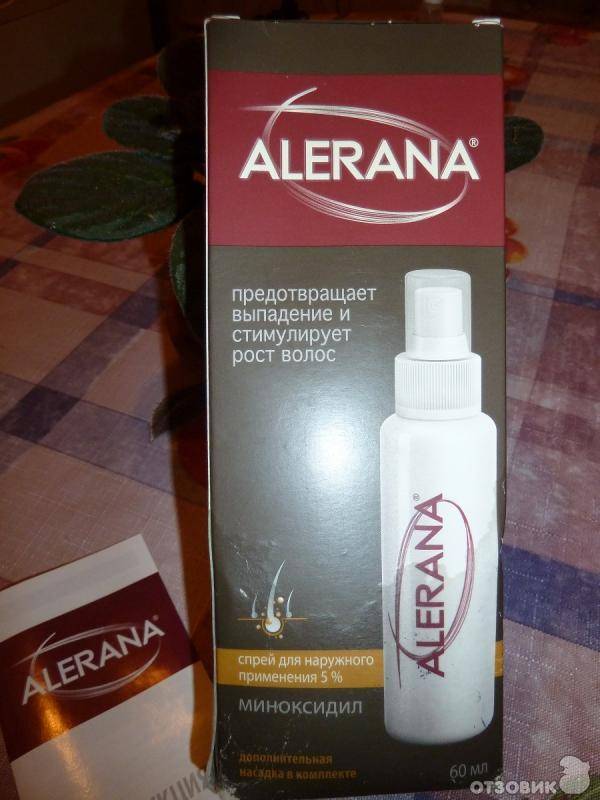 ALERANA®
предотвращает
выпадение и
стимулирует
рост волос
ALERANA®
спрей для наружного
применения 5 %
миноксидил
дополнительная
насадка в комплекте
60 мл
ALERANA®
ОТЗОВИК